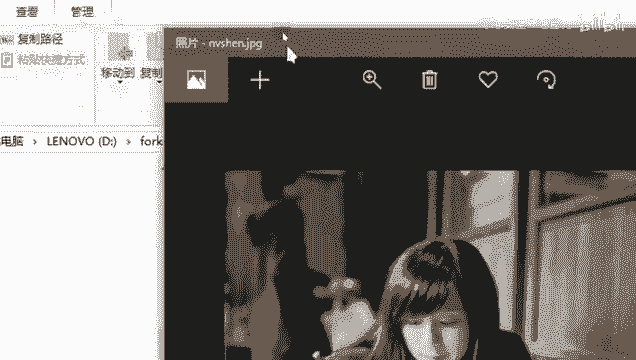 查看 管理
复制路径
粘贴快捷方式
移动到 复制
电脑 › LENOVO (D:) › fork
照片 - nvshen.jpg
bilibili